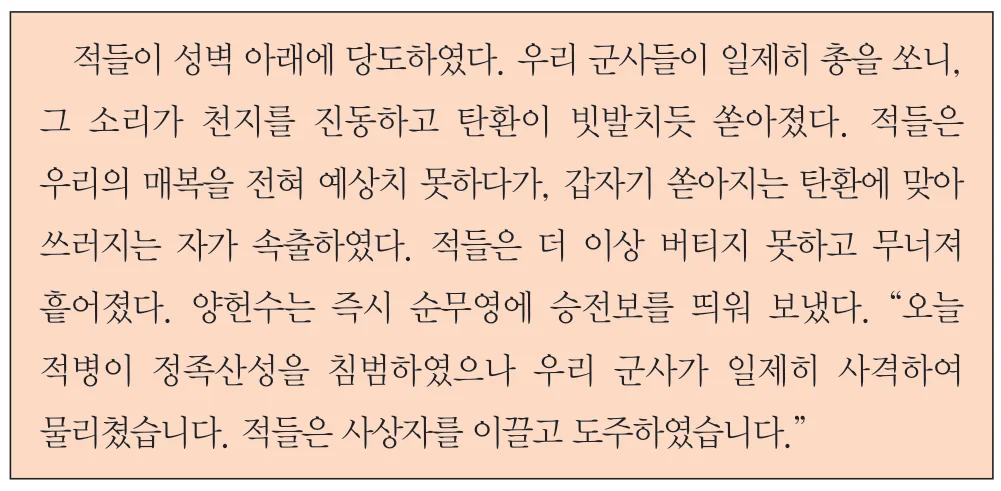 적들이 성벽 아래에 당도하였다. 우리 군사들이 일제히 총을 쏘니,
그 소리가 천지를 진동하고 탄환이 빗발치듯 쏟아졌다. 적들은
우리의 매복을 전혀 예상치 못하다가, 갑자기 쏟아지는 탄환에 맞아
쓰러지는 자가 속출하였다. 적들은 더 이상 버티지 못하고 무너져
흩어졌다. 양헌수는 즉시 순무영에 승전보를 띄워 보냈다. “오늘
적병이 정족산성을 침범하였으나 우리 군사가 일제히 사격하여
물리쳤습니다. 적들은 사상자를 이끌고 도주하였습니다.”